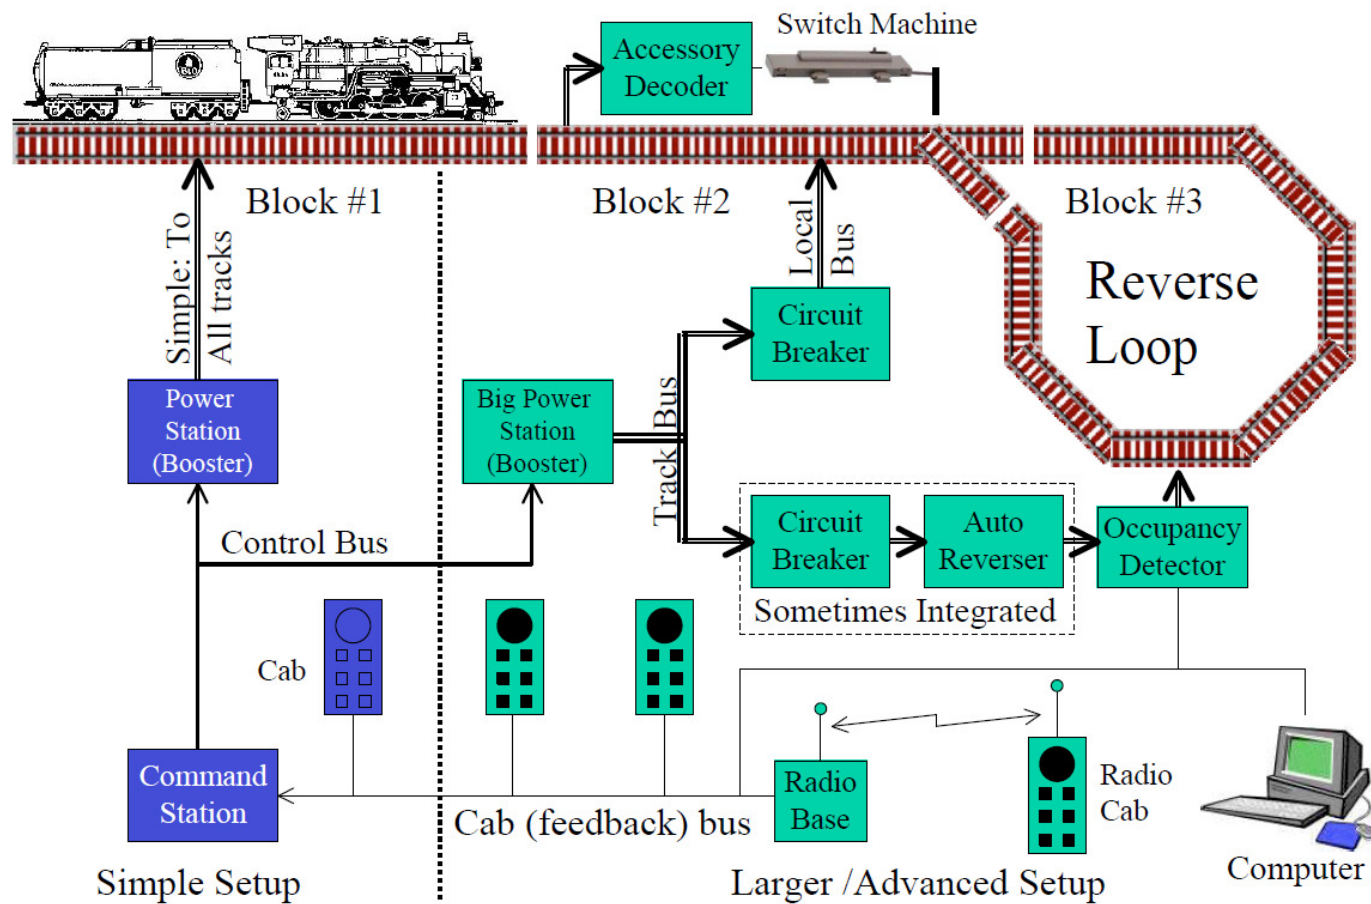 Switch Machine
Accessory
Decoder
Block #1
Block #2
Block #3
Simple: To
All tracks
Local
Bus
Reverse
Loop
Circuit
Breaker
Power
Station
(Booster)
Big Power
Station
(Booster)
Track Bus
Circuit
Breaker
Auto
Reverser
Occupancy
Detector
Sometimes Integrated
Control Bus
Cab
Command
Station
Cab (feedback) bus
Radio
Base
Radio
Cab
Computer
Simple Setup
Larger /Advanced Setup